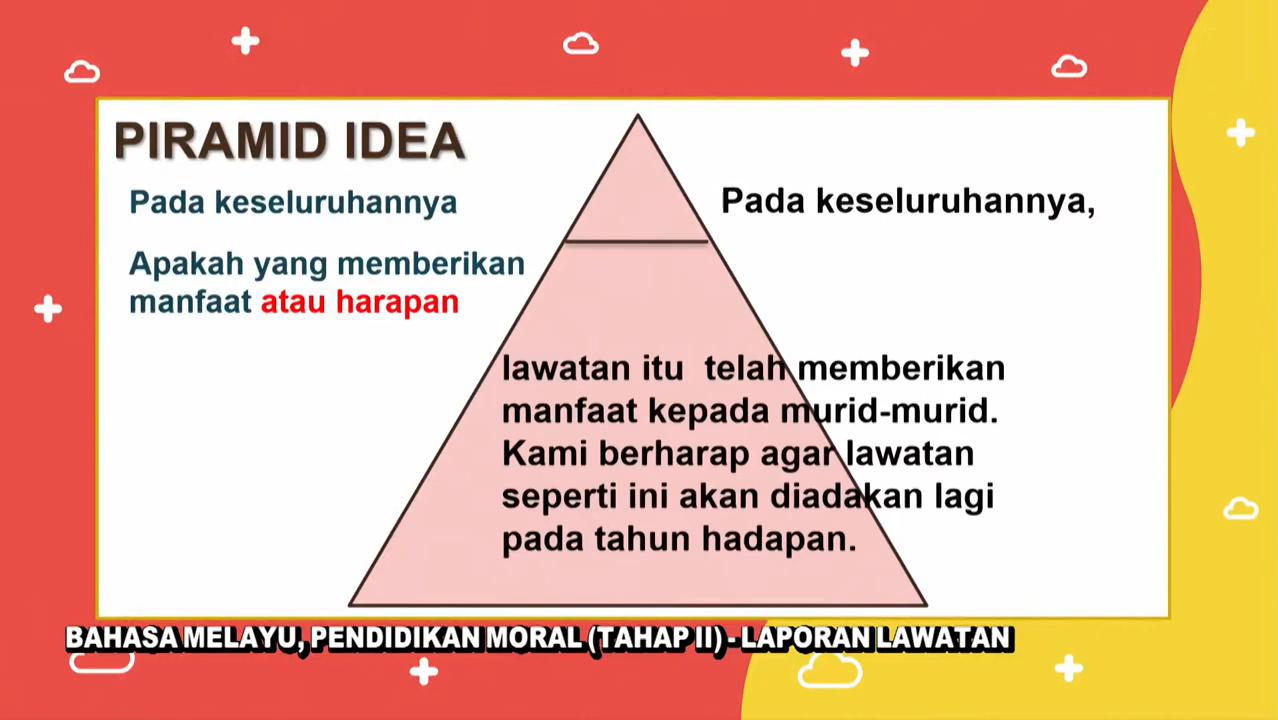 PIRAMID IDEA
Pada keseluruhannya
Apakah yang memberikan
manfaat atau harapan
Pada keseluruhannya,
lawatan itu telah memberikan
manfaat kepada murid-murid.
Kami berharap agar lawatan
seperti ini akan diadakan lagi
pada tahun hadapan.
BAHASA MELAYU, PENDIDIKAN MORAL (TAHAP II) - LAPORAN LAWATAN